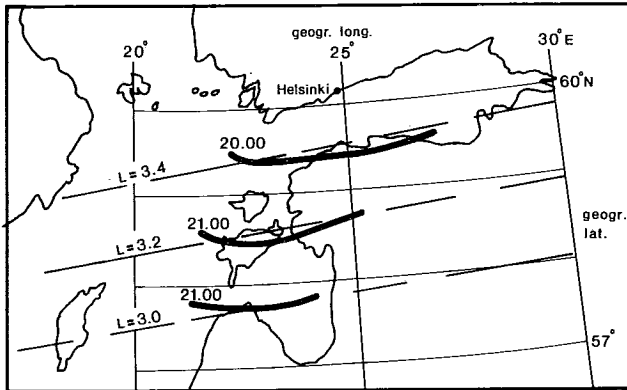 geogr. long.
20°
25°
30°E
Helsinki
60°N
20.00
L=3.4
21.00
L=3.2
geogr.
lat.
21.00
L=3.0
57°